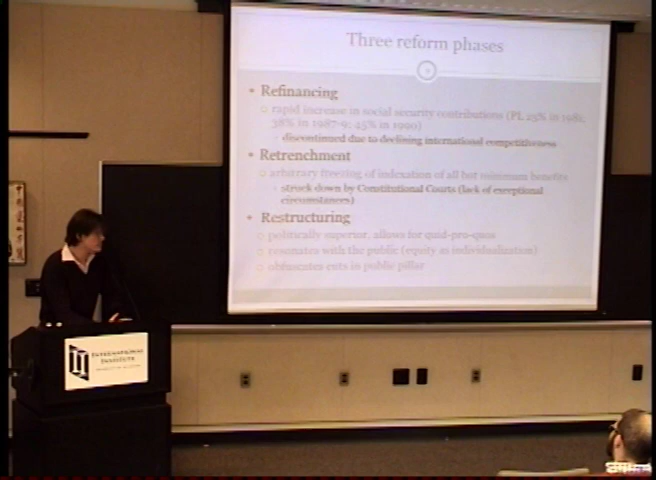 Three reform phases
• Refinancing
rapid increase in social security contributions (PL 25% in 1981,
38% in 1987-9; 45% in 1990)
discontinued due to declining international competitiveness
• Retrenchment
arbitrary freezing of indexation of all but minimum benefits
struck down by Constitutional Courts (lack of exceptional
circumstances)
• Restructuring
politically superior, allows for quid-pro-quos
resonates with the public (equity as individualization)
obfuscates cuts in public pillar
INTERNATIONAL
INSTITUTE